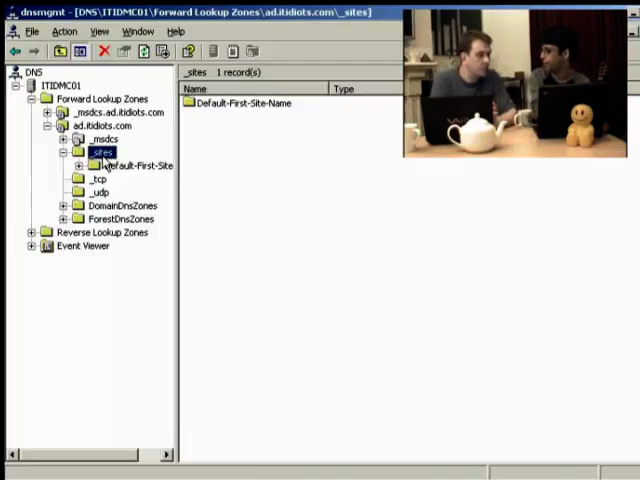 dnsmgmt - [DNS\ITIDMC01\Forward Lookup Zones\ad.itidiots.com\_sites]
File Action View Window Help
DNS
ITIDMC01
Forward Lookup Zones
_msdcs.ad.itidiots.com
ad.itidiots.com
_msdcs
_sites
Default-First-Site
_tcp
_udp
DomainDnsZones
ForestDnsZones
Reverse Lookup Zones
Event Viewer
_sites 1 record(s)
Name Type
Default-First-Site-Name